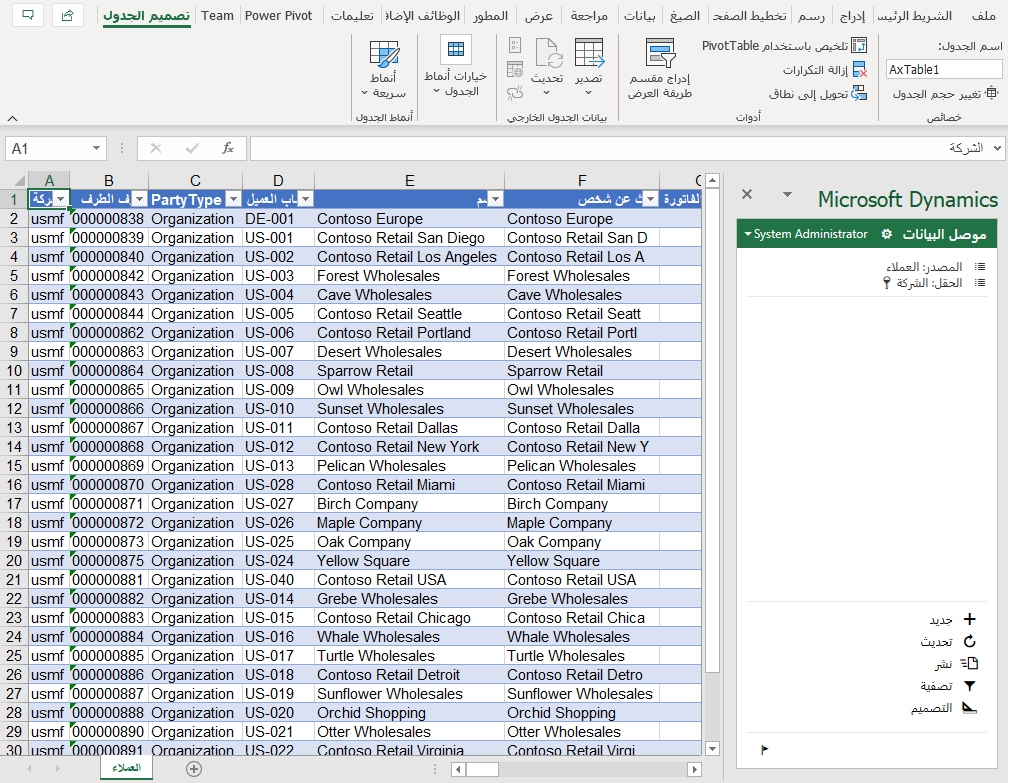 ملف الشريط الرئيس إدراج رسم تخطيط الصفح الصيغ بيانات مراجعة عرض المطور الوظائف الإضاف تعليمات Power Pivot Team تصميم الجدول
اسم الجدول:
AxTable1
تغيير حجم الجدول
خصائص
تلخيص باستخدام PivotTable
إزالة التكرارات
تحويل إلى نطاق
إدراج مقسم طريقة العرض
أدوات
تصدير
تحديث
بيانات الجدول الخارجي
خيارات أنماط الجدول
أنماط سريعة
أنماط الجدول
A1
fx
الشركة
A B C D E F
1 PartyType
2 usmf 000000838 Organization DE-001 Contoso Europe Contoso Europe
3 usmf 000000839 Organization US-001 Contoso Retail San Diego Contoso Retail San D
4 usmf 000000840 Organization US-002 Contoso Retail Los Angeles Contoso Retail Los A
5 usmf 000000842 Organization US-003 Forest Wholesales Forest Wholesales
6 usmf 000000843 Organization US-004 Cave Wholesales Cave Wholesales
7 usmf 000000844 Organization US-005 Contoso Retail Seattle Contoso Retail Seatt
8 usmf 000000862 Organization US-006 Contoso Retail Portland Contoso Retail Portl
9 usmf 000000863 Organization US-007 Desert Wholesales Desert Wholesales
10 usmf 000000864 Organization US-008 Sparrow Retail Sparrow Retail
11 usmf 000000865 Organization US-009 Owl Wholesales Owl Wholesales
12 usmf 000000866 Organization US-010 Sunset Wholesales Sunset Wholesales
13 usmf 000000867 Organization US-011 Contoso Retail Dallas Contoso Retail Dalla
14 usmf 000000868 Organization US-012 Contoso Retail New York Contoso Retail New Y
15 usmf 000000869 Organization US-013 Pelican Wholesales Pelican Wholesales
16 usmf 000000870 Organization US-028 Contoso Retail Miami Contoso Retail Miami
17 usmf 000000871 Organization US-027 Birch Company Birch Company
18 usmf 000000872 Organization US-026 Maple Company Maple Company
19 usmf 000000873 Organization US-025 Oak Company Oak Company
20 usmf 000000875 Organization US-024 Yellow Square Yellow Square
21 usmf 000000881 Organization US-040 Contoso Retail USA Contoso Retail USA
22 usmf 000000882 Organization US-014 Grebe Wholesales Grebe Wholesales
23 usmf 000000883 Organization US-015 Contoso Retail Chicago Contoso Retail Chica
24 usmf 000000884 Organization US-016 Whale Wholesales Whale Wholesales
25 usmf 000000885 Organization US-017 Turtle Wholesales Turtle Wholesales
26 usmf 000000886 Organization US-018 Contoso Retail Detroit Contoso Retail Detro
27 usmf 000000887 Organization US-019 Sunflower Wholesales Sunflower Wholesales
28 usmf 000000888 Organization US-020 Orchid Shopping Orchid Shopping
29 usmf 000000890 Organization US-021 Otter Wholesales Otter Wholesales
30 usmf 000000891 Organization US-022 Contoso Retail Virginia Contoso Retail Virgi
العملاء
Microsoft Dynamics
موصل البيانات System Administrator
المصدر: العملاء
الحقل: الشركة
جديد
تحديث
نشر
تصفية
التصميم